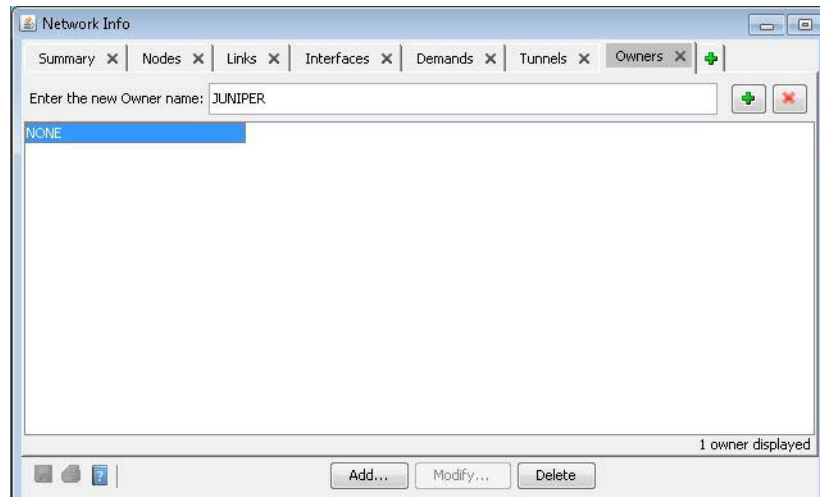 Network Info
Summary Nodes Links Interfaces Demands Tunnels Owners
Enter the new Owner name: JUNIPER
NONE
1 owner displayed
Add... Modify... Delete